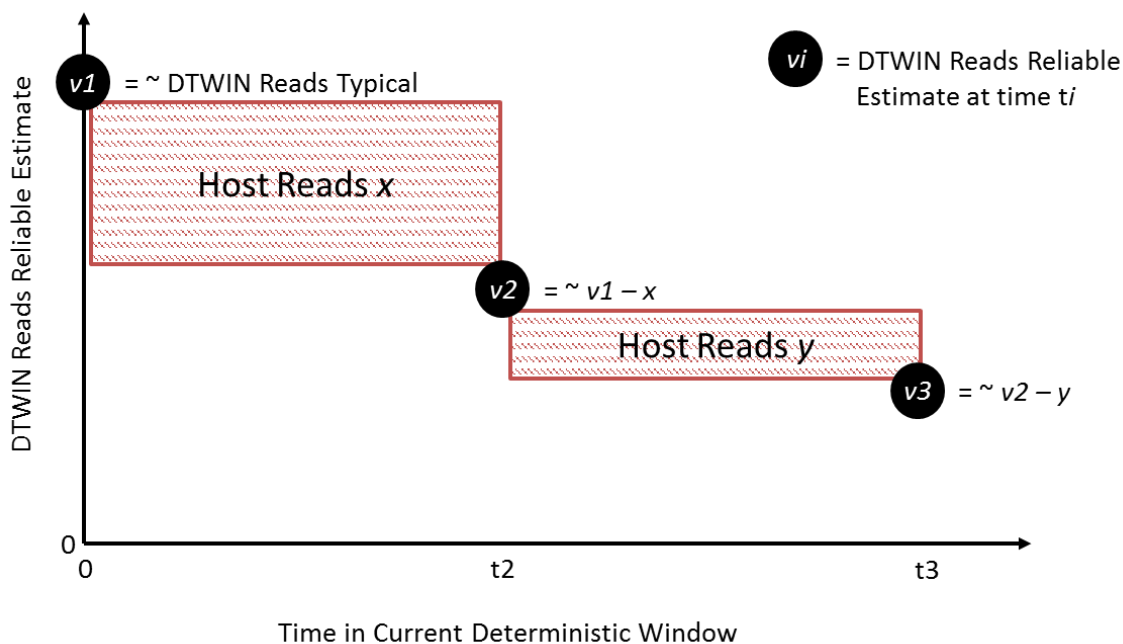 v1 = ~ DTWIN Reads Typical
vi = DTWIN Reads Reliable
Estimate at time ti
DTWIN Reads Reliable Estimate
Host Reads x
v2 = ~ v1 – x
Host Reads y
v3 = ~ v2 – y
0
0 t2 t3
Time in Current Deterministic Window